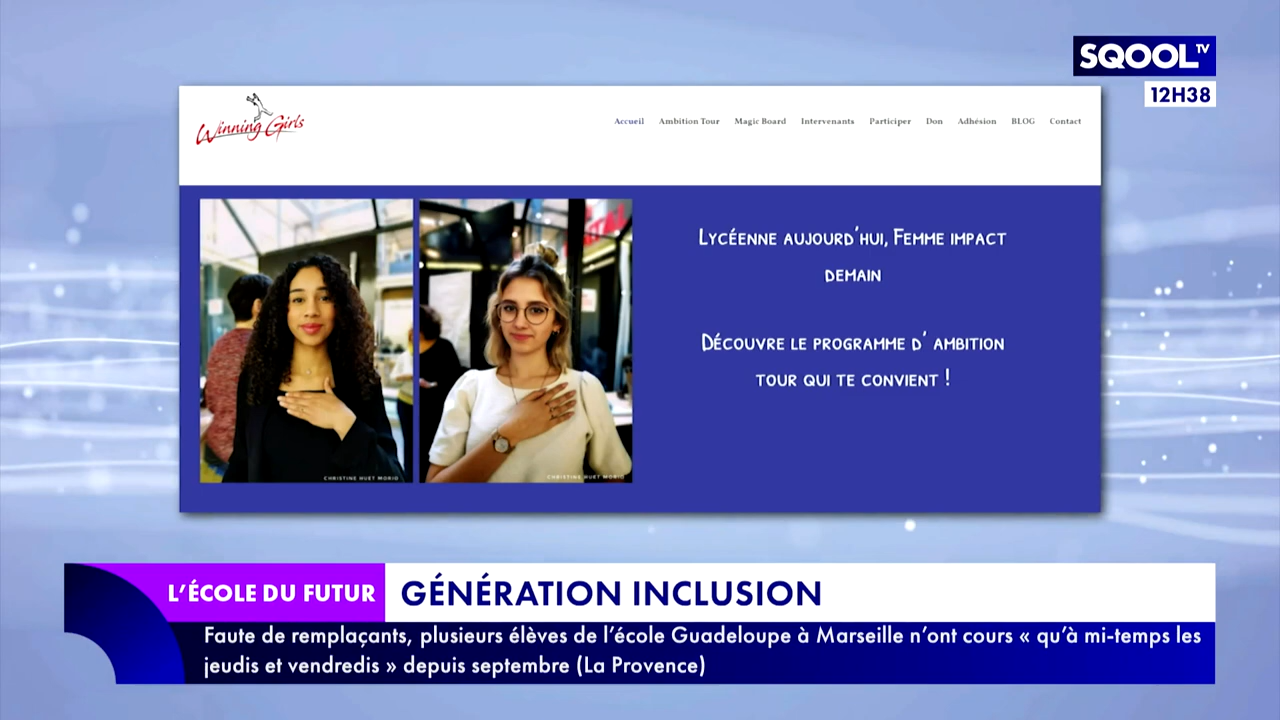 SQOOL TV
12H38
Winning Girls
Accueil Ambition Tour Magic Board Intervenants Participer Don Adhésion BLOG Contact
LYCÉENNE AUJOURD'HUI, FEMME IMPACT
DEMAIN
DÉCOUVRE LE PROGRAMME D' AMBITION
TOUR QUI TE CONVIENT !
CHRISTINE HUET MORIO
CHRISTINE HUET MORIO
L'ÉCOLE DU FUTUR
GÉNÉRATION INCLUSION
Faute de remplaçants, plusieurs élèves de l'école Guadeloupe à Marseille n'ont cours « qu'à mi-temps les
jeudis et vendredis » depuis septembre (La Provence)